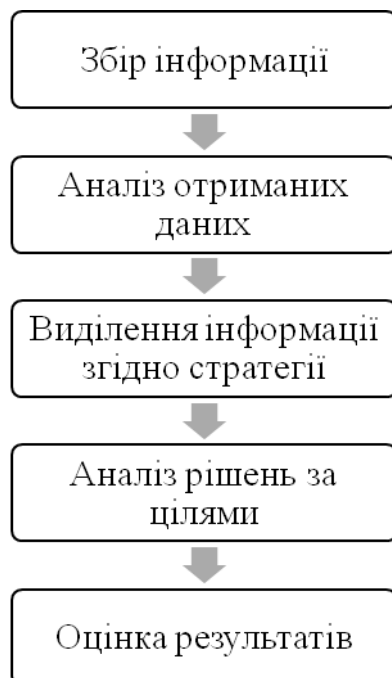 Збір інформації
Аналіз отриманих
даних
Виділення інформації
згідно стратегії
Аналіз рішень за
цілями
Оцінка результатів